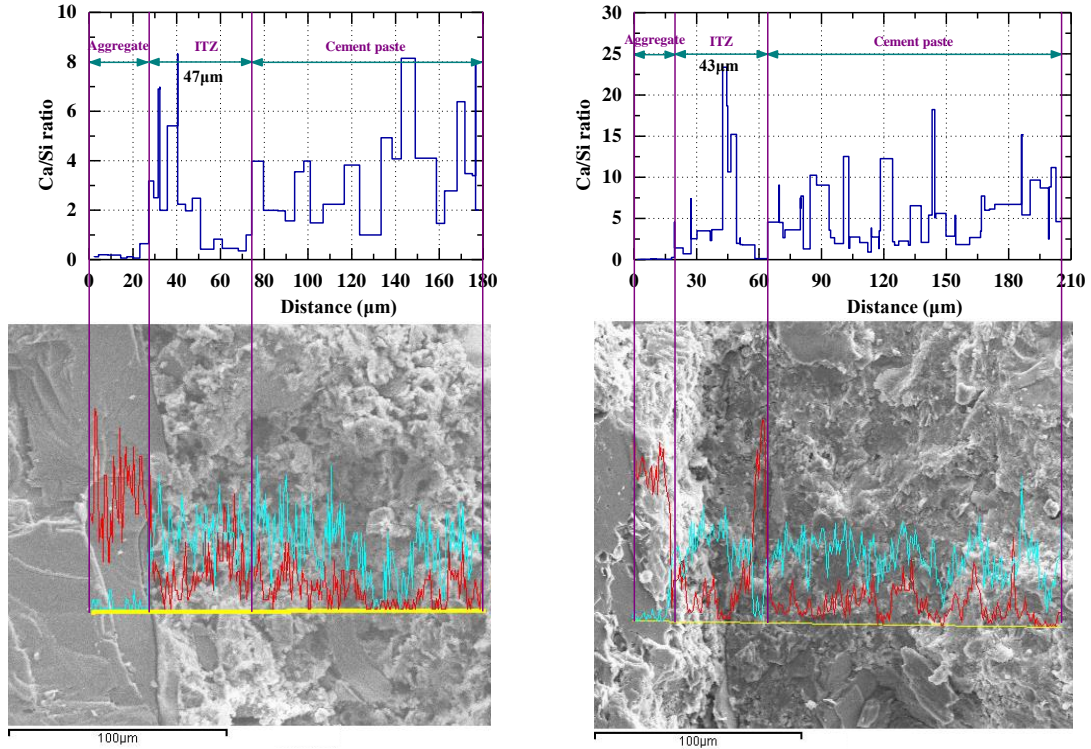 10
8
6
4
2
0
Ca/Si ratio
Aggregate
ITZ
Cement paste
47μm
0 20 40 60 80 100 120 140 160 180
Distance (μm)
100μm
30
25
20
15
10
5
0
Ca/Si ratio
Aggregate
ITZ
Cement paste
43μm
0 30 60 90 120 150 180 210
Distance (μm)
100μm